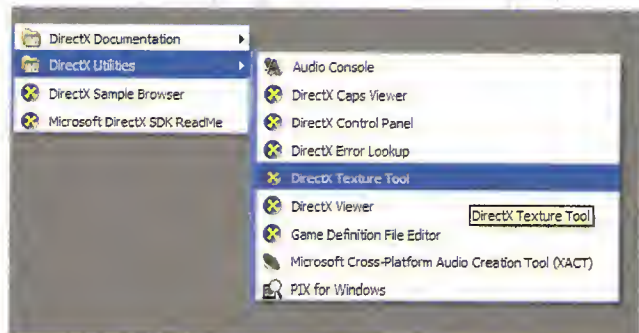 DirectX Documentation
DirectX Utilities
DirectX Sample Browser
Microsoft DirectX SDK ReadMe
Audio Console
DirectX Caps Viewer
DirectX Control Panel
DirectX Error Lookup
DirectX Texture Tool
DirectX Viewer
DirectX Texture Tool
Game Definition File Editor
Microsoft Cross-Platform Audio Creation Tool (XACT)
PIX for Windows